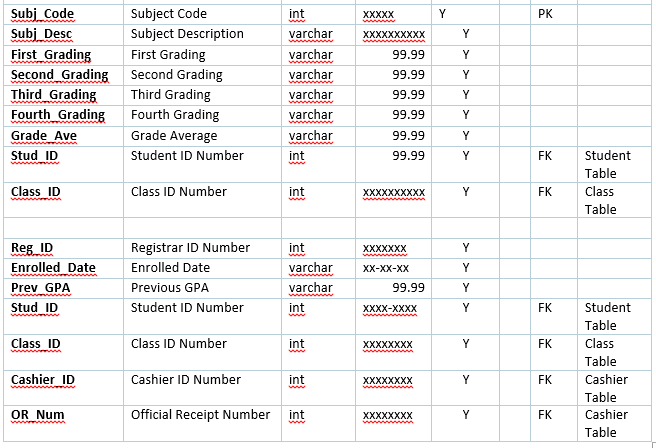 Subj_Code Subject Code int xxxxx Y PK
Subj_Desc Subject Description varchar xxxxxxxxxx Y
First_Grading First Grading varchar 99.99 Y
Second_Grading Second Grading varchar 99.99 Y
Third_Grading Third Grading varchar 99.99 Y
Fourth_Grading Fourth Grading varchar 99.99 Y
Grade_Ave Grade Average varchar 99.99 Y
Stud_ID Student ID Number int 99.99 Y FK Student
Table
Class_ID Class ID Number int xxxxxxxxxx Y FK Class
Table
Reg_ID Registrar ID Number int xxxxxxx Y
Enrolled_Date Enrolled Date varchar xx-xx-xx Y
Prev_GPA Previous GPA varchar 99.99 Y
Stud_ID Student ID Number int xxxx-xxxx Y FK Student
Table
Class_ID Class ID Number int xxxxxxxx Y FK Class
Table
Cashier_ID Cashier ID Number int xxxxxxxx Y FK Cashier
Table
OR_Num Official Receipt Number int xxxxxxxx Y FK Cashier
Table